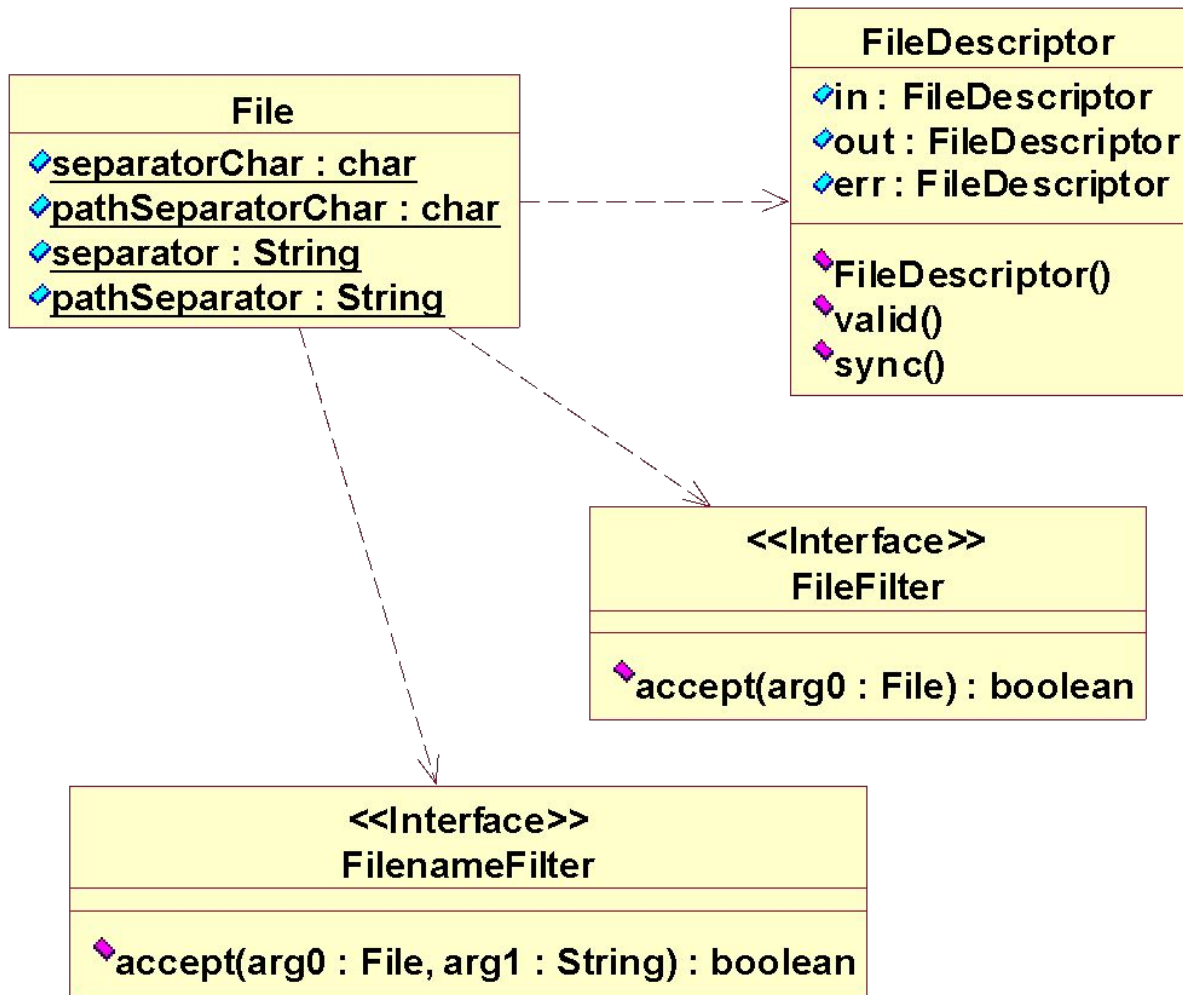 File
separatorChar : char
pathSeparatorChar : char
separator : String
pathSeparator : String
FileDescriptor
in : FileDescriptor
out : FileDescriptor
err : FileDescriptor
FileDescriptor()
valid()
sync()
<<Interface>>
FileFilter
accept(arg0 : File) : boolean
<<Interface>>
FilenameFilter
accept(arg0 : File, arg1 : String) : boolean